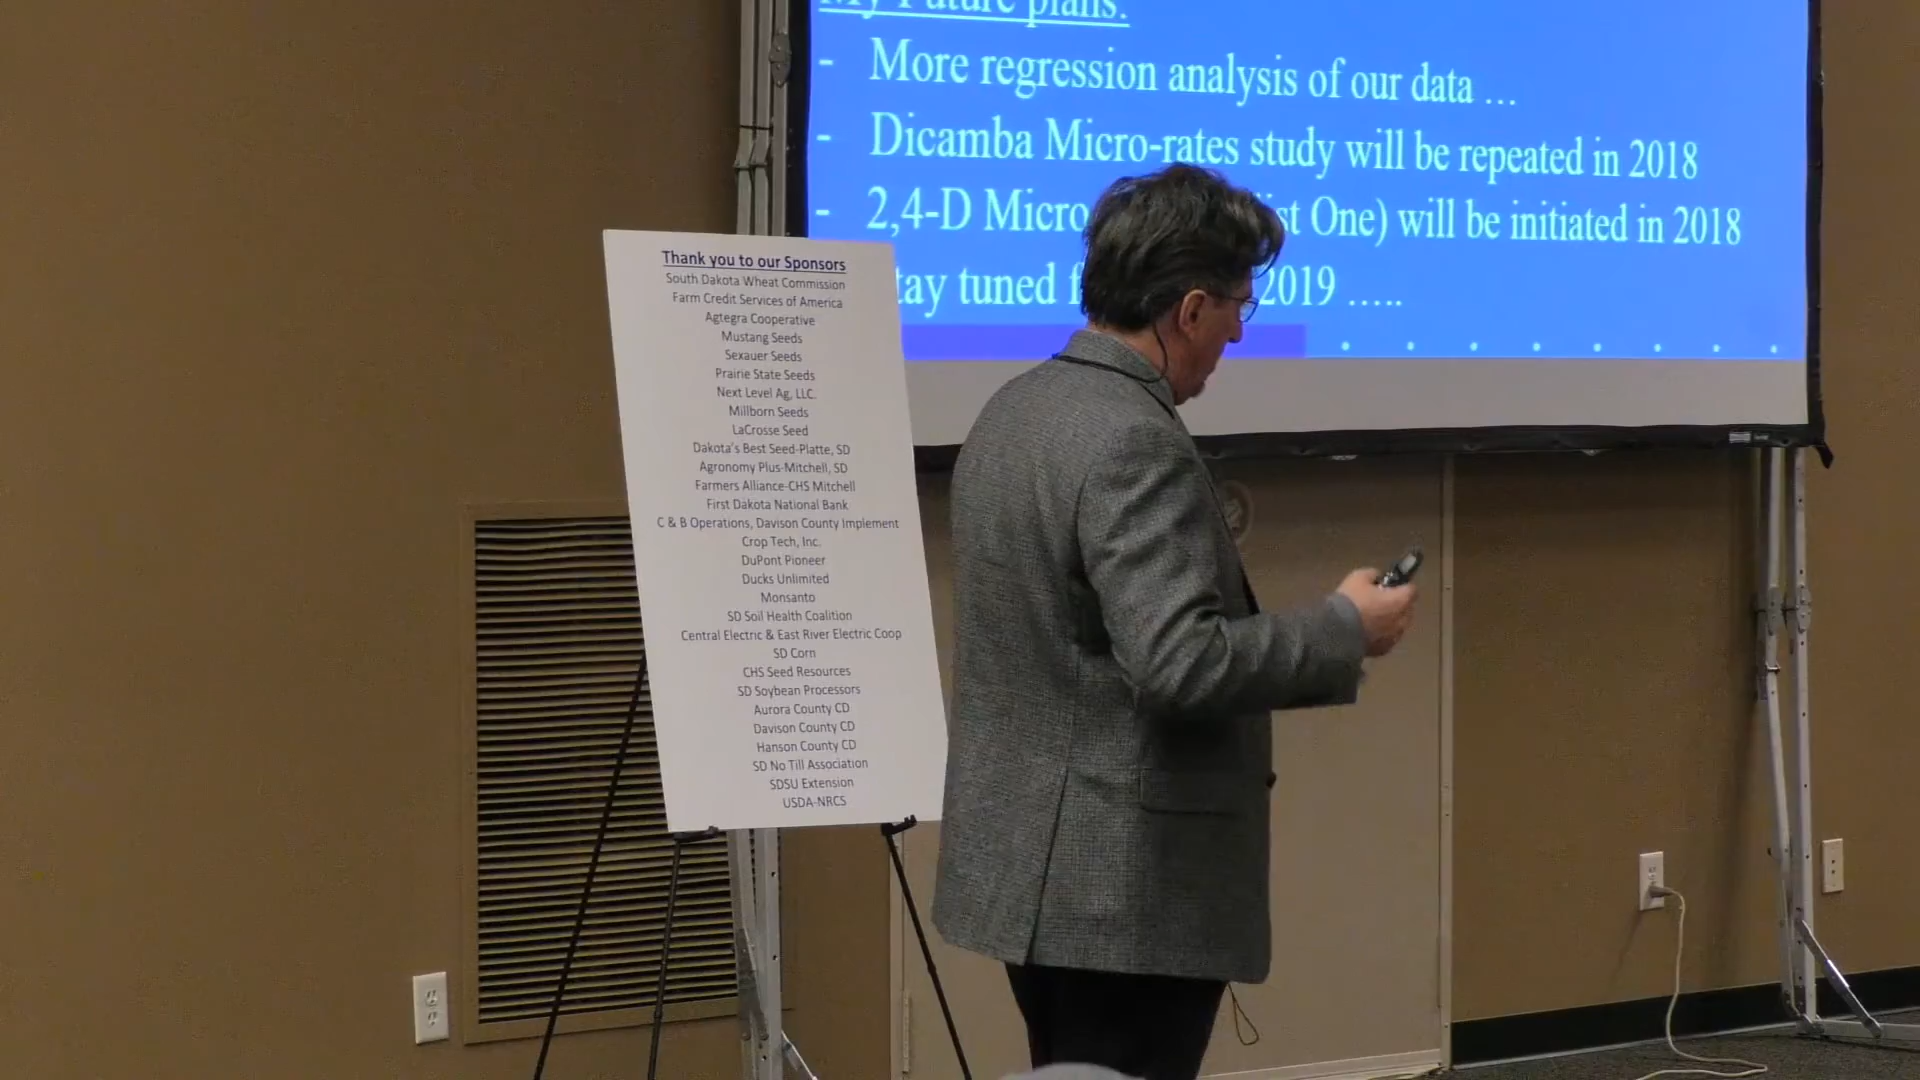 My Future plans:
- More regression analysis of our data ...
- Dicamba Micro-rates study will be repeated in 2018
- 2,4-D Micro ist One) will be initiated in 2018
tay tuned f 2019 .....
Thank you to our Sponsors
South Dakota Wheat Commission
Farm Credit Services of America
Agtegra Cooperative
Mustang Seeds
Sexauer Seeds
Prairie State Seeds
Next Level Ag, LLC.
Millborn Seeds
LaCrosse Seed
Dakota's Best Seed-Platte, SD
Agronomy Plus-Mitchell, SD
Farmers Alliance-CHS Mitchell
First Dakota National Bank
C & B Operations, Davison County Implement
Crop Tech, Inc.
DuPont Pioneer
Ducks Unlimited
Monsanto
SD Soil Health Coalition
Central Electric & East River Electric Coop
SD Corn
CHS Seed Resources
SD Soybean Processors
Aurora County CD
Davison County CD
Hanson County CD
SD No Till Association
SDSU Extension
USDA-NRCS